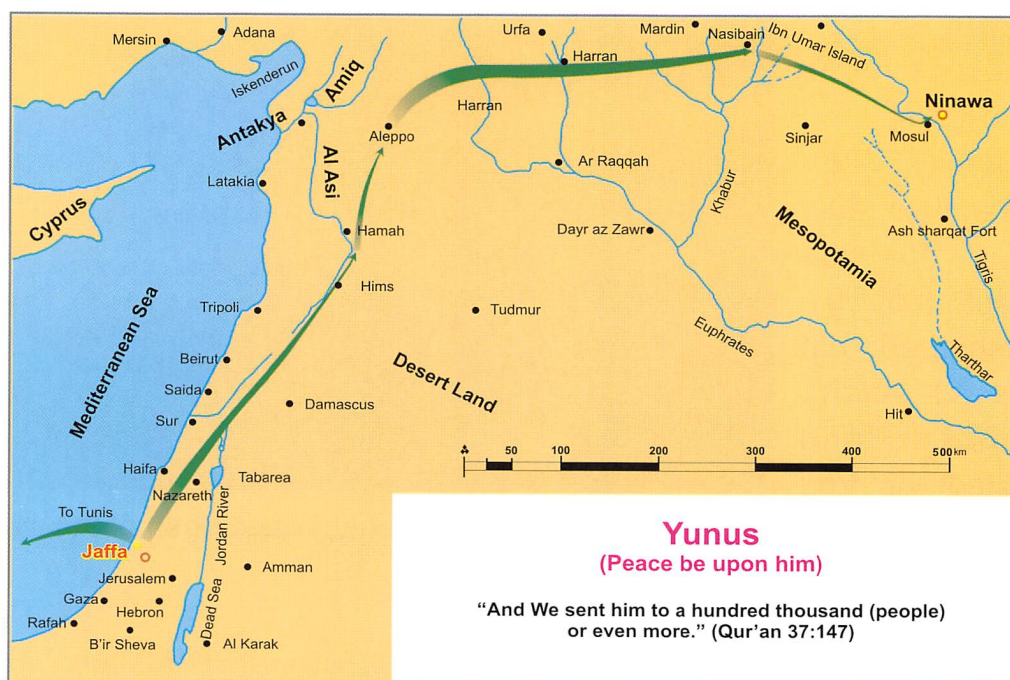 Mersin
Adana
Iskenderun
Amiq
Antakya
Urfa
Harran
Harran
Mardin
Nasibain
Ibn Umar Island
Ninawa
Mosul
Sinjar
Aleppo
Al Asi
Latakia
Cyprus
Hamah
Hims
Ar Raqqah
Dayr az Zawr
Khabur
Mesopotamia
Ash sharqat Fort
Tigris
Tharthar
Mediterranean Sea
Tripoli
Tudmur
Euphrates
Beirut
Saida
Sur
Damascus
Desert Land
Hit
Haifa
Nazareth
Tabarea
Jordan River
To Tunis
Jaffa
Jerusalem
Amman
Gaza
Hebron
Rafah
B'ir Sheva
Dead Sea
Al Karak
50 100 200 300 400 500 km
Yunus
(Peace be upon him)
“And We sent him to a hundred thousand (people)
or even more.” (Qur’an 37:147)